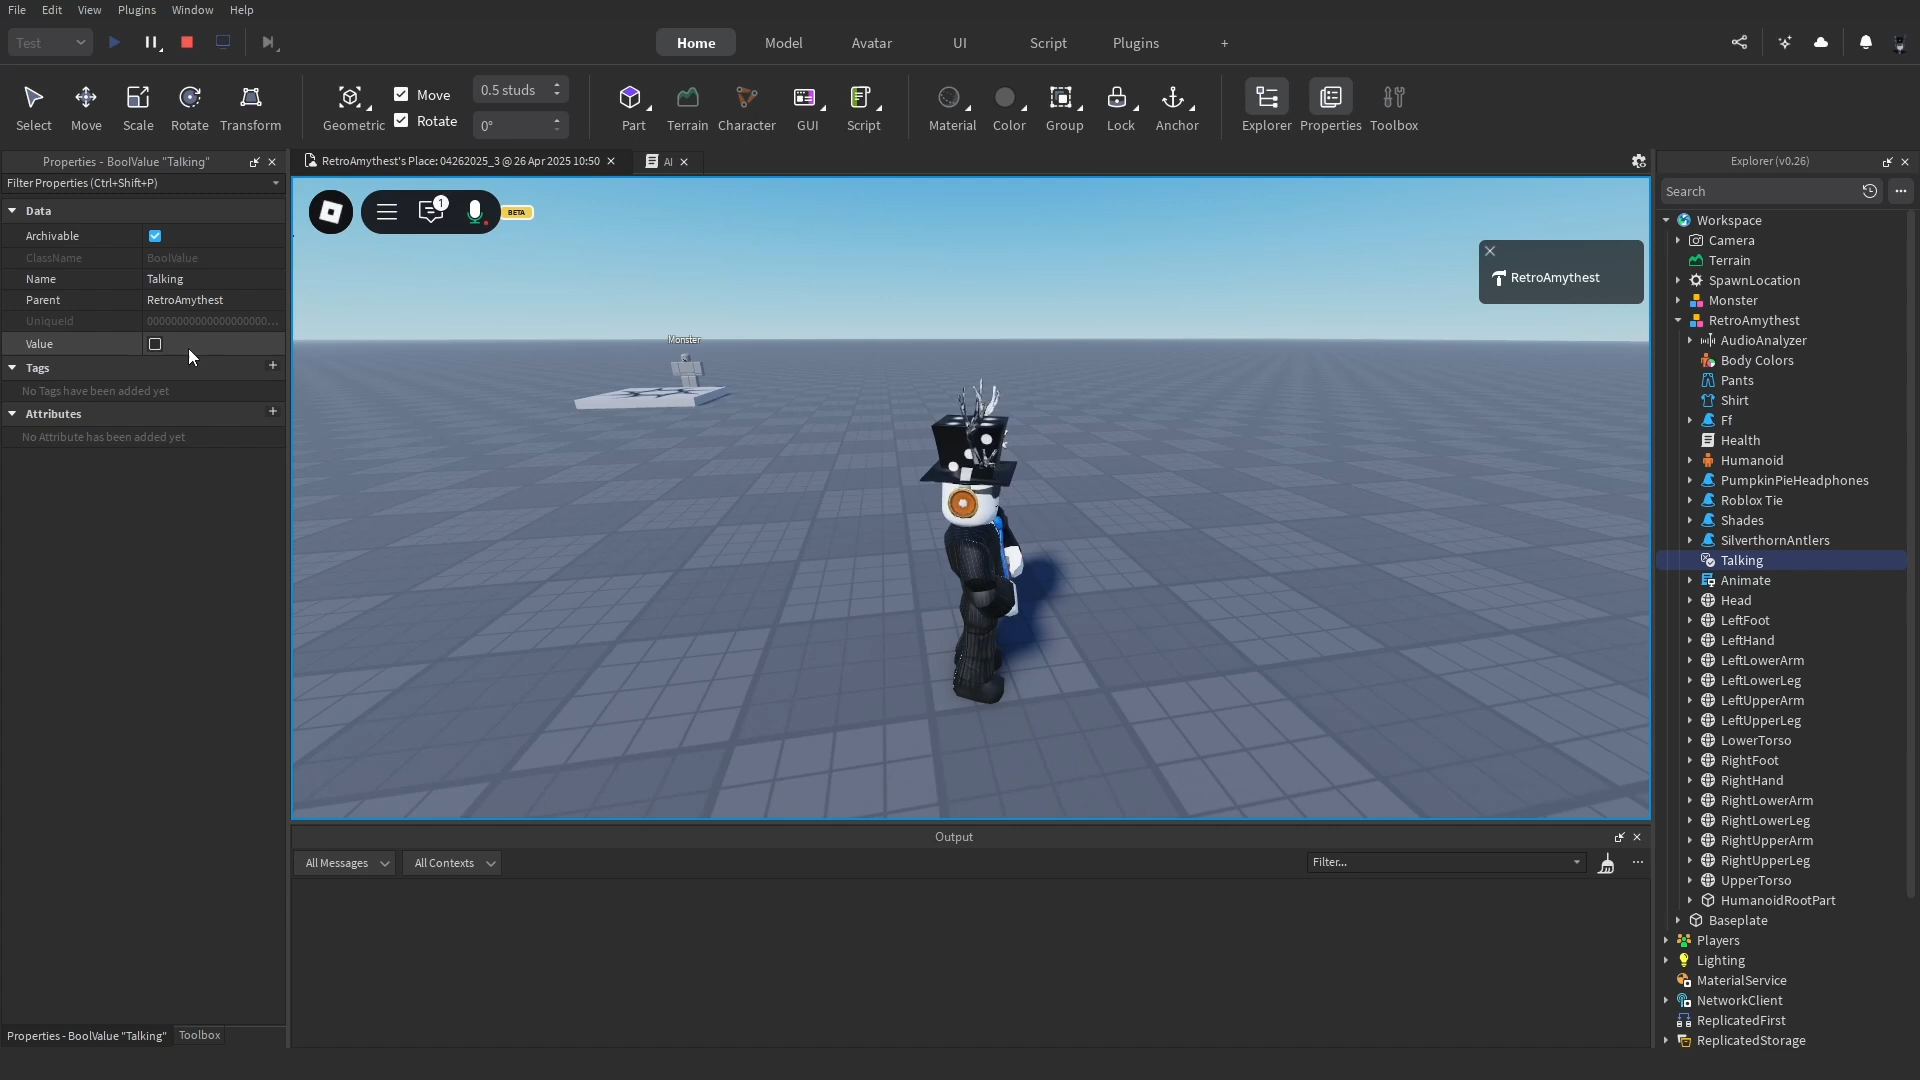 File Edit View Plugins Window Help
Test
Home Model Avatar UI Script Plugins +
Select Move Scale Rotate Transform
Geometric
Move 0.5 studs
Rotate 0°
Part Terrain Character GUI Script
Material Color Group Lock Anchor
Explorer Properties Toolbox
Properties - BoolValue "Talking"
Filter Properties (Ctrl+Shift+P)
Data
Archivable
ClassName BoolValue
Name Talking
Parent RetroAmythest
UniqueId 00000000000000000000...
Value
Tags
No Tags have been added yet
Attributes
No Attribute has been added yet
Properties - BoolValue "Talking" Toolbox
RetroAmythest's Place: 04262025_3 @ 26 Apr 2025 10:50
AI
1
BETA
RetroAmythest
Monster
Output
All Messages All Contexts Filter...
Explorer (v0.26)
Search
Workspace
Camera
Terrain
SpawnLocation
Monster
RetroAmythest
AudioAnalyzer
Body Colors
Pants
Shirt
Ff
Health
Humanoid
PumpkinPieHeadphones
Roblox Tie
Shades
SilverthornAntlers
Talking
Animate
Head
LeftFoot
LeftHand
LeftLowerArm
LeftLowerLeg
LeftUpperArm
LeftUpperLeg
LowerTorso
RightFoot
RightHand
RightLowerArm
RightLowerLeg
RightUpperArm
RightUpperLeg
UpperTorso
HumanoidRootPart
Baseplate
Players
Lighting
MaterialService
NetworkClient
ReplicatedFirst
ReplicatedStorage